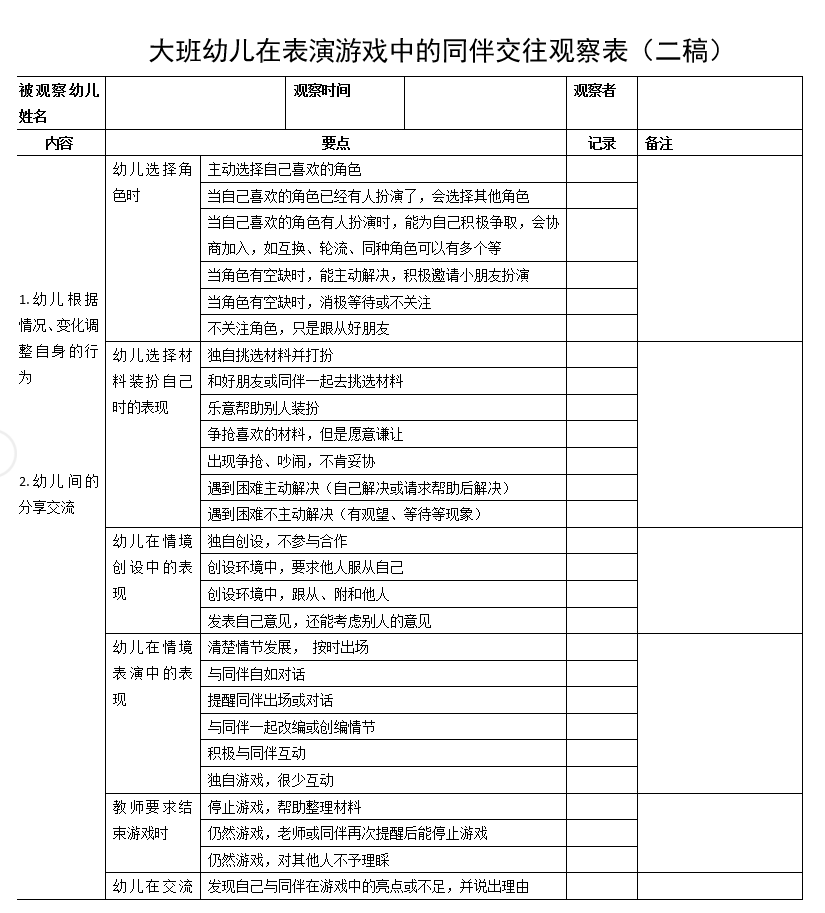 大班幼儿在表演游戏中的同伴交往观察表（二稿）
被观察幼儿
姓名
观察时间
观察者
内容
要点
记录
备注
1.幼儿根据
情况、变化调
整自身的行
为
2.幼儿间的
分享交流
幼儿选择角
色时
主动选择自己喜欢的角色
当自己喜欢的角色已经有人扮演了，会选择其他角色
当自己喜欢的角色有人扮演时，能为自己积极争取，会协
商加入，如互换、轮流、同种角色可以有多个等
当角色有空缺时，能主动解决，积极邀请小朋友扮演
当角色有空缺时，消极等待或不关注
不关注角色，只是跟从好朋友
幼儿选择材
料装扮自己
时的表现
独自挑选材料并打扮
和好朋友或同伴一起去挑选材料
乐意帮助别人装扮
争抢喜欢的材料，但是愿意谦让
出现争抢、吵闹，不肯妥协
遇到困难主动解决（自己解决或请求帮助后解决）
遇到困难不主动解决（有观望、等待等现象）
幼儿在情境
创设中的表
现
独自创设，不参与合作
创设环境中，要求他人服从自己
创设环境中，跟从、附和他人
发表自己意见，还能考虑别人的意见
幼儿在情境
表演中的表
现
清楚情节发展， 按时出场
与同伴自如对话
提醒同伴出场或对话
与同伴一起改编或创编情节
积极与同伴互动
独自游戏，很少互动
教师要求结
束游戏时
停止游戏，帮助整理材料
仍然游戏，老师或同伴再次提醒后能停止游戏
仍然游戏，对其他人不予理睬
幼儿在交流
发现自己与同伴在游戏中的亮点或不足，并说出理由